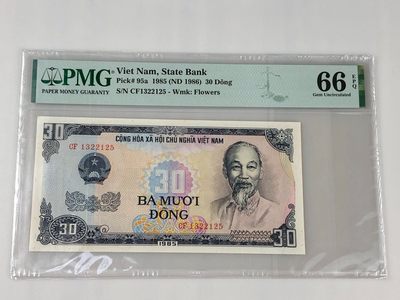 PMG
PAPER MONEY GUARANTY
Viet Nam, State Bank
Pick# 95a 1985 (ND 1986) 30 Dông
S/N CF1322125 - Wmk: Flowers
66 EPQ
Gem Uncirculated
CỘNG HÒA XÃ HỘI CHỦ NGHĨA VIỆT NAM
30
CF 1322125
30
BA MƯƠI
ĐỒNG
CF 1322125
30
1985
30